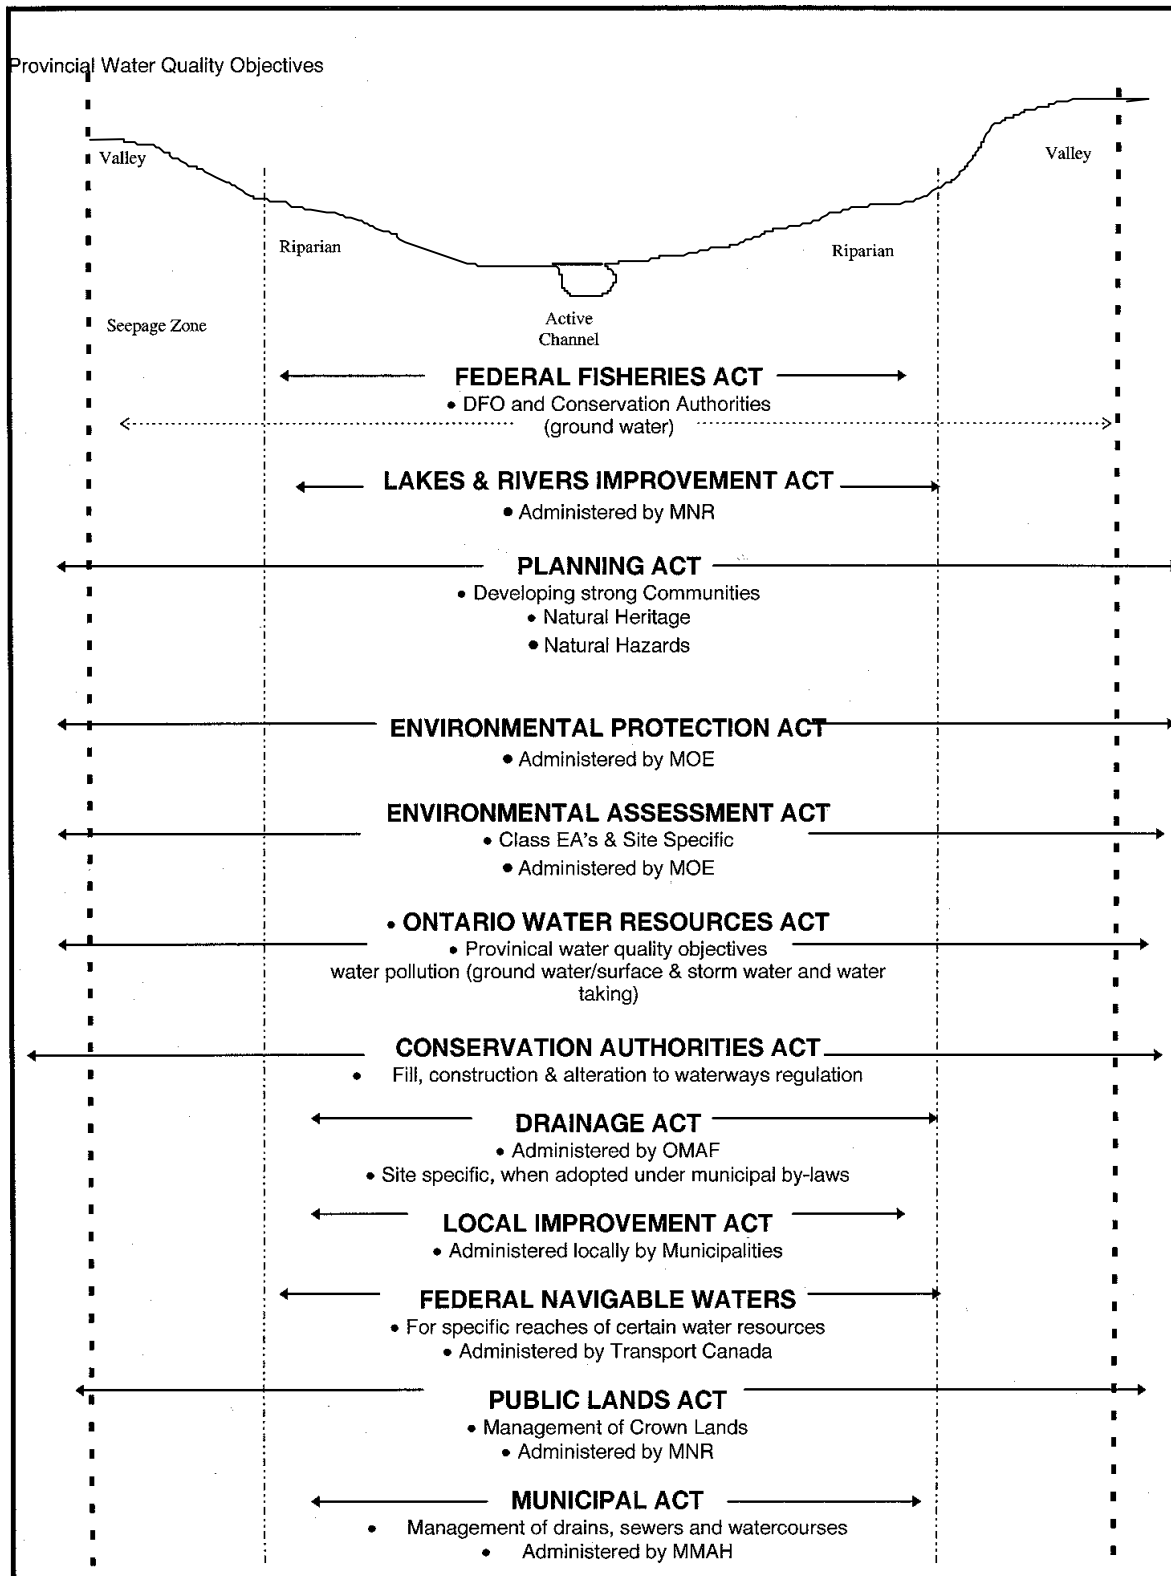 Provincial Water Quality Objectives
Valley
Valley
Riparian
Riparian
Seepage Zone
Active
Channel
FEDERAL FISHERIES ACT
• DFO and Conservation Authorities
(ground water)
LAKES & RIVERS IMPROVEMENT ACT
• Administered by MNR
PLANNING ACT
• Developing strong Communities
• Natural Heritage
• Natural Hazards
ENVIRONMENTAL PROTECTION ACT
• Administered by MOE
ENVIRONMENTAL ASSESSMENT ACT
• Class EA's & Site Specific
• Administered by MOE
• ONTARIO WATER RESOURCES ACT
• Provinical water quality objectives
water pollution (ground water/surface & storm water and water
taking)
CONSERVATION AUTHORITIES ACT
• Fill, construction & alteration to waterways regulation
DRAINAGE ACT
• Administered by OMAF
• Site specific, when adopted under municipal by-laws
LOCAL IMPROVEMENT ACT
• Administered locally by Municipalities
FEDERAL NAVIGABLE WATERS
• For specific reaches of certain water resources
• Administered by Transport Canada
PUBLIC LANDS ACT
• Management of Crown Lands
• Administered by MNR
MUNICIPAL ACT
• Management of drains, sewers and watercourses
• Administered by MMAH